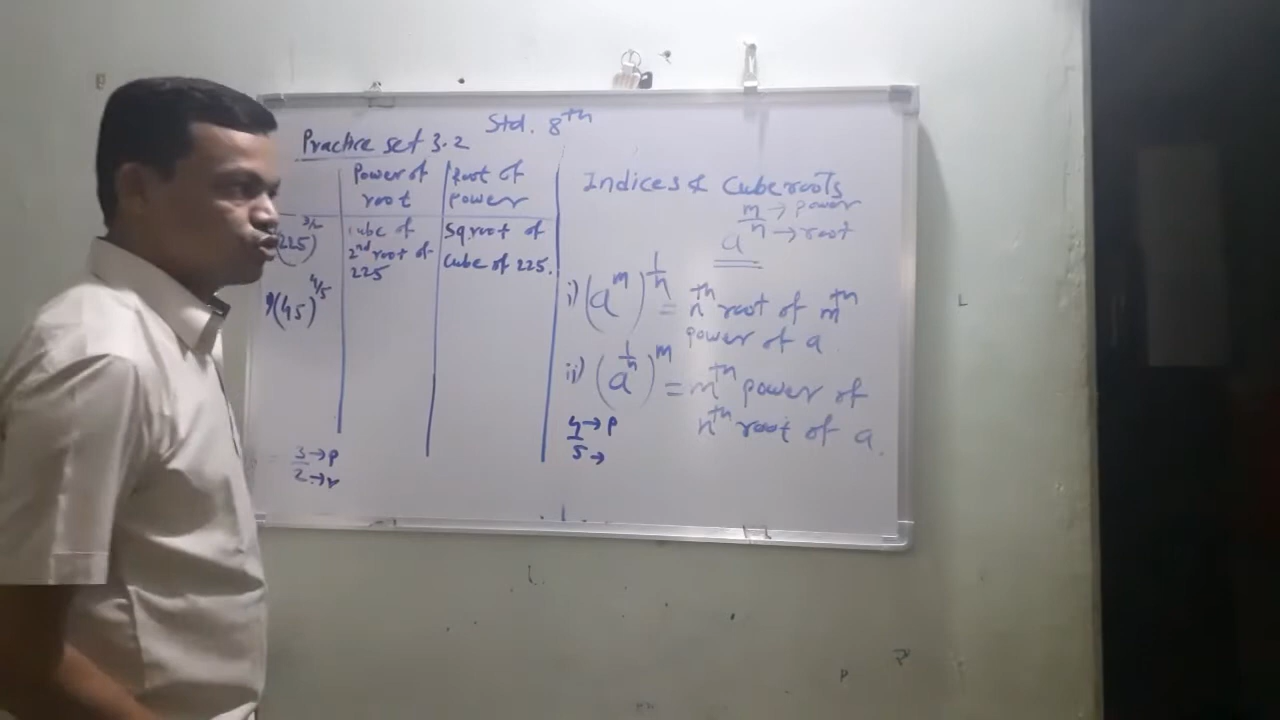 Std. 8th
Practice set 3.2
Power of root
Root of power
(225)^3/2
Cube of 2nd root of 225
Sq.root of cube of 225.
(45)^4/5
3 → P
2 → r
Indices & Cuberoots
a^m/n
m → power
n → root
i) (a^m)^1/n = nth root of mth
power of a
ii) (a^1/n)^m = mth power of
nth root of a.
4 → P
5 →